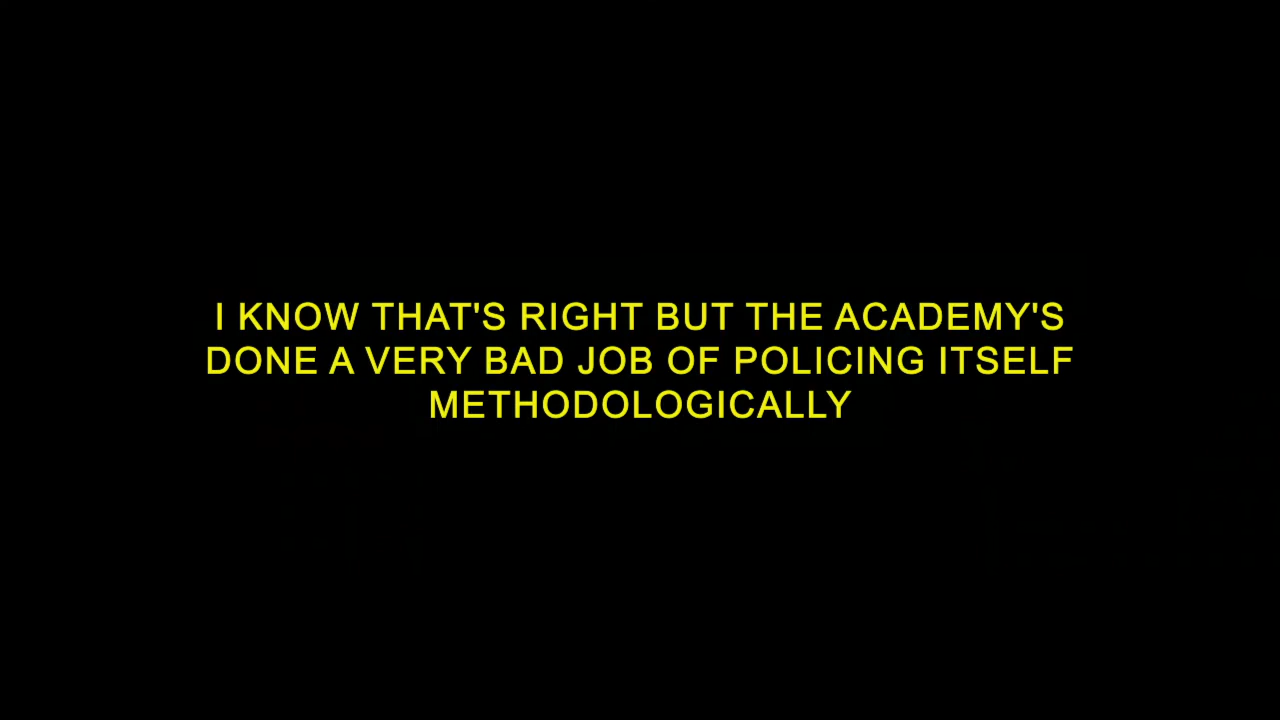 I KNOW THAT'S RIGHT BUT THE ACADEMY'S
DONE A VERY BAD JOB OF POLICING ITSELF
METHODOLOGICALLY